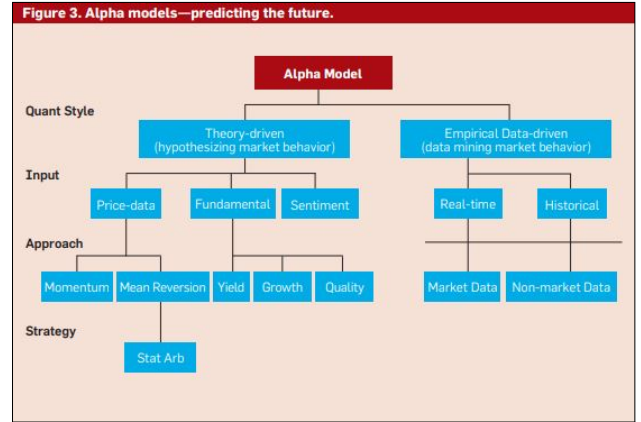 Figure 3. Alpha models—predicting the future.
Alpha Model
Quant Style
Theory-driven
(hypothesizing market behavior)
Empirical Data-driven
(data mining market behavior)
Input
Price-data
Fundamental
Sentiment
Real-time
Historical
Approach
Momentum
Mean Reversion
Yield
Growth
Quality
Market Data
Non-market Data
Strategy
Stat Arb